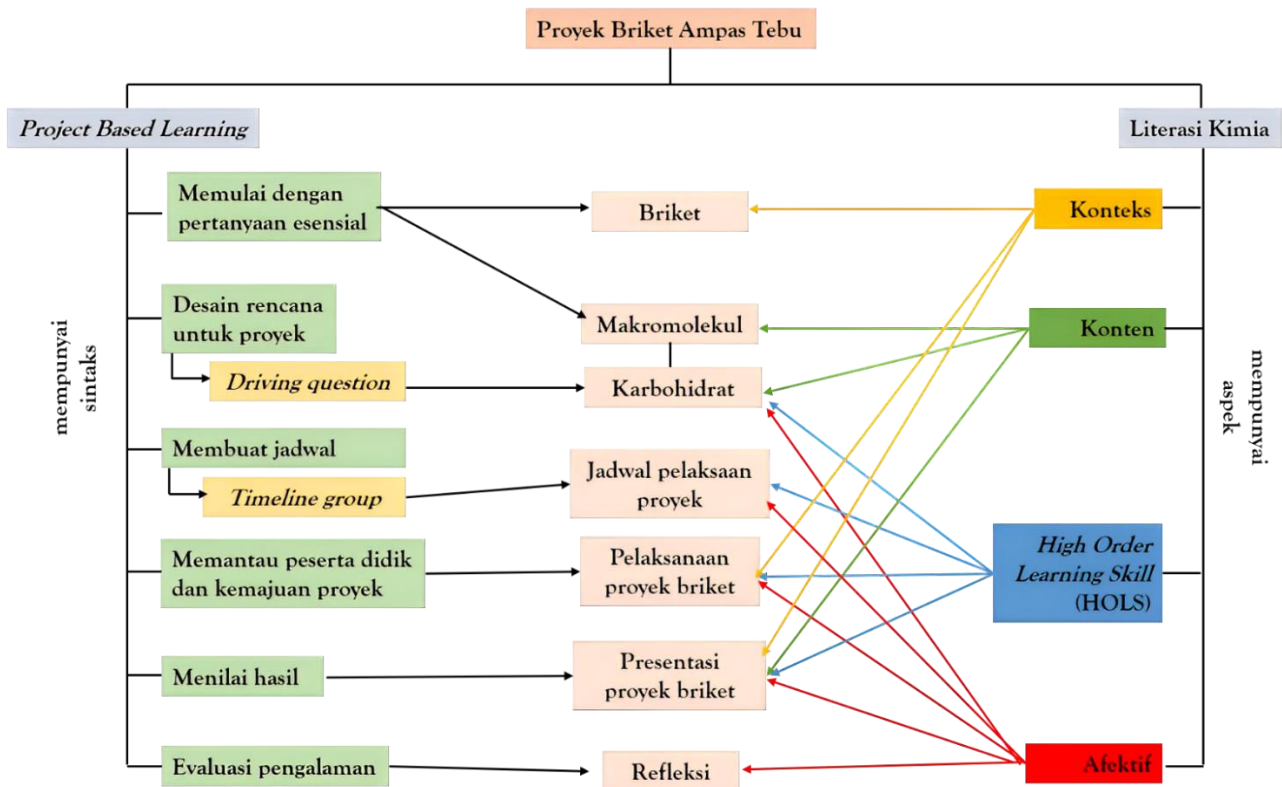 Proyek Briket Ampas Tebu
Project Based Learning
Literasi Kimia
Memulai dengan
pertanyaan esensial
Briket
Konteks
Desain rencana
untuk proyek
Makromolekul
Konten
Driving question
Karbohidrat
mempunyai
sintaks
mempunyai
aspek
Membuat jadwal
Timeline group
Jadwal pelaksaan
proyek
Memantau peserta didik
dan kemajuan proyek
Pelaksanaan
proyek briket
High Order
Learning Skill
(HOLS)
Menilai hasil
Presentasi
proyek briket
Evaluasi pengalaman
Refleksi
Afektif